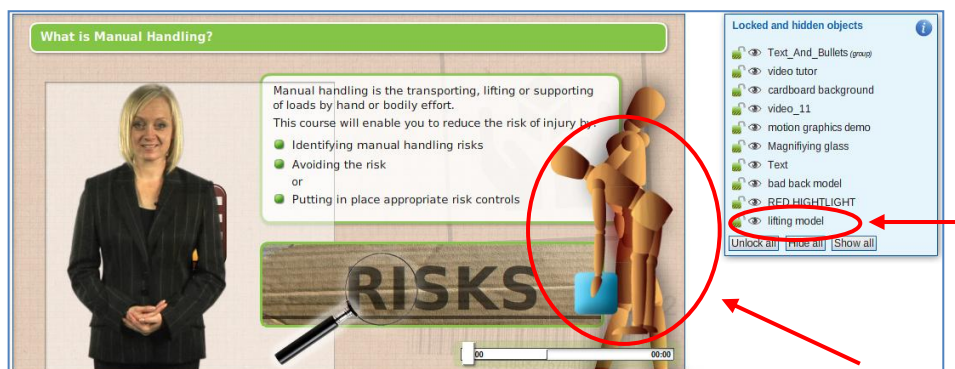 What is Manual Handling?
Manual handling is the transporting, lifting or supporting
of loads by hand or bodily effort.
This course will enable you to reduce the risk of injury by:
Identifying manual handling risks
Avoiding the risk
or
Putting in place appropriate risk controls
RISKS
00
00:00
Locked and hidden objects
i
Text_And_Bullets (group)
video tutor
cardboard background
video_11
motion graphics demo
Magnifiying glass
Text
bad back model
RED HIGHTLIGHT
lifting model
Unlock all Hide all Show all